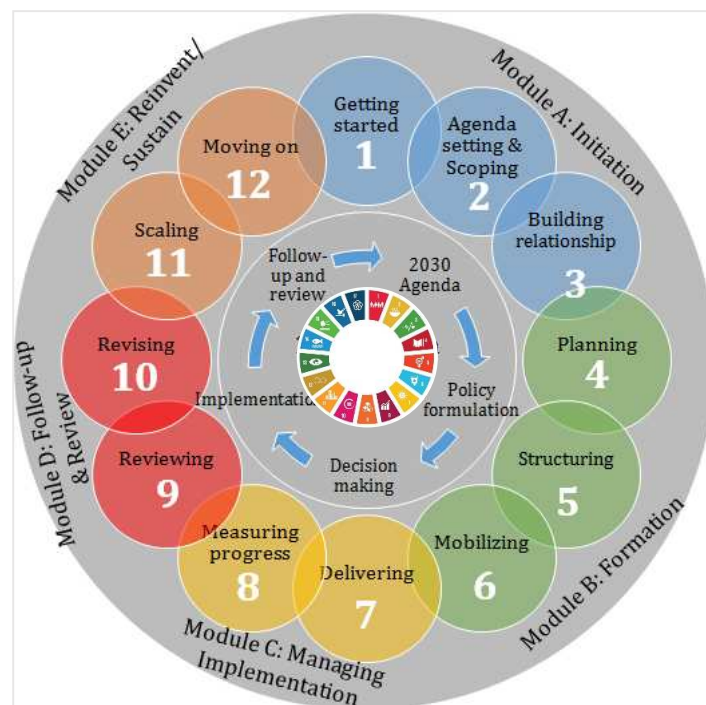 Module A: Initiation
Getting
started
1
Agenda
setting &
Scoping
2
Building
relationship
3
Module B: Formation
Planning
4
Structuring
5
Mobilizing
6
Module C: Managing
Implementation
Delivering
7
Measuring
progress
8
Module D: Follow-up
& Review
Reviewing
9
Revising
10
Module E: Reinvent/
Sustain
Scaling
11
Moving on
12
2030
Agenda
Policy
formulation
Decision
making
Implementation
Follow-
up and
review